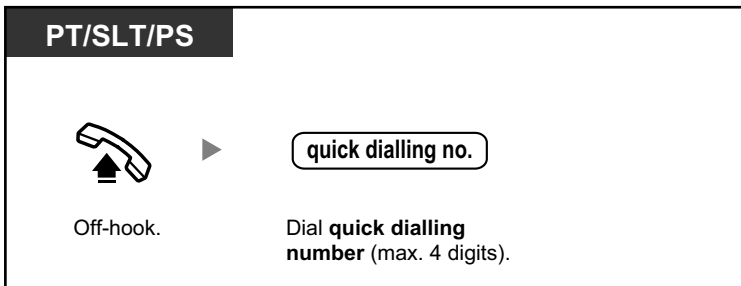 PT/SLT/PS
quick dialling no.
Off-hook.
Dial quick dialling
number (max. 4 digits).